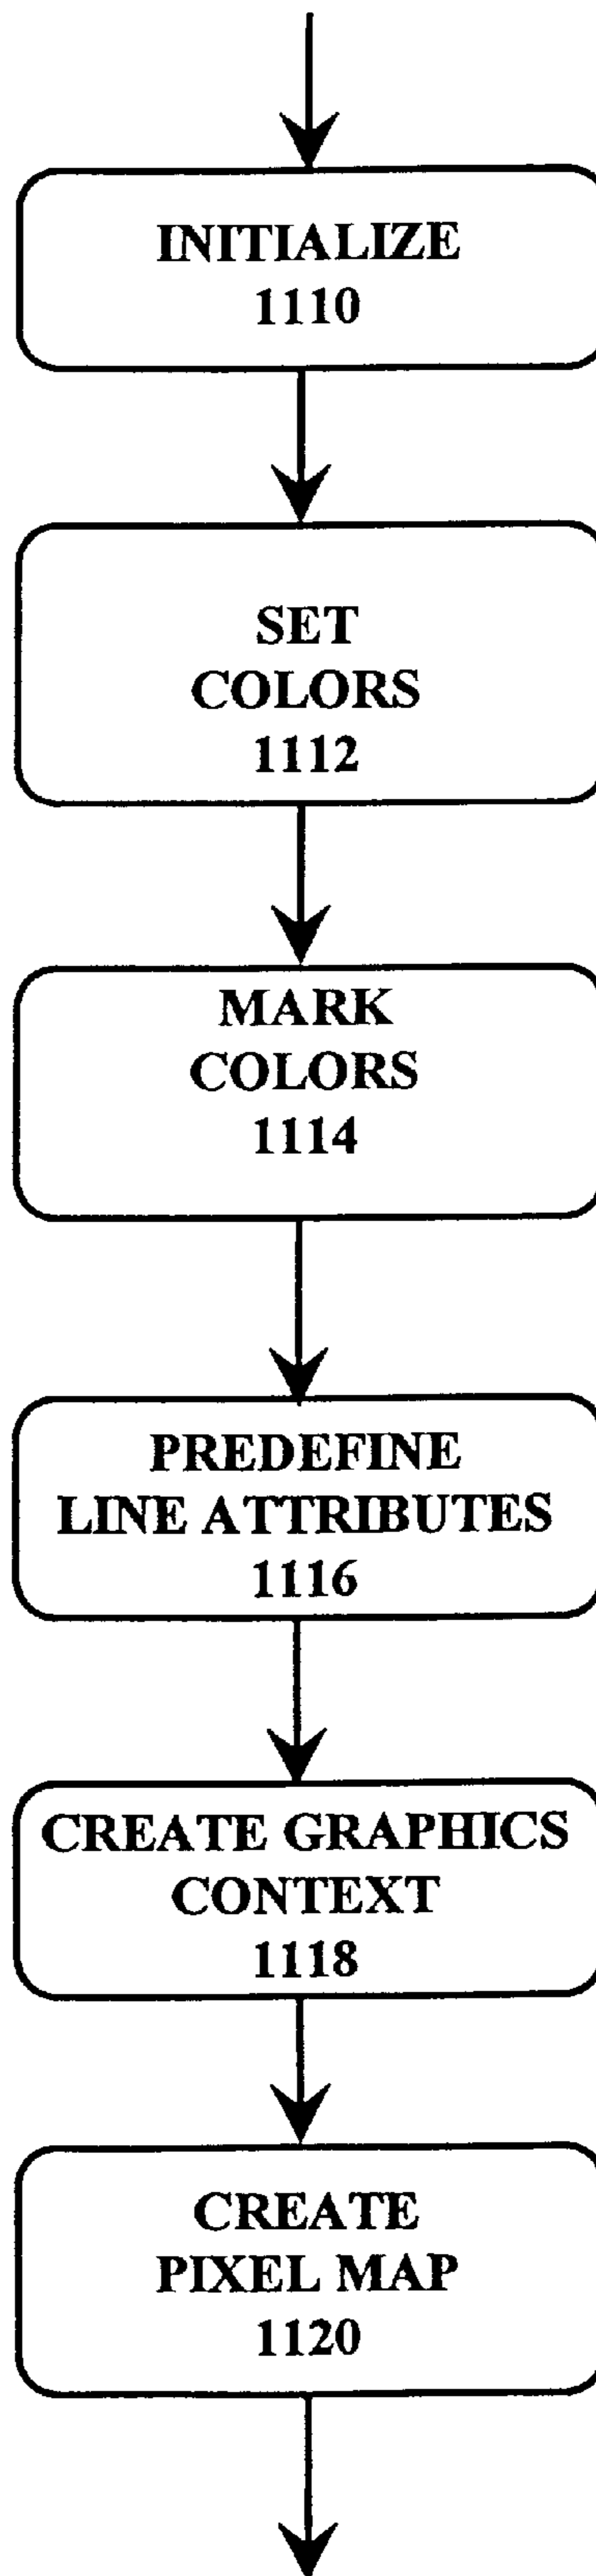 INITIALIZE
1110
SET
COLORS
1112
MARK
COLORS
1114
PREDEFINE
LINE ATTRIBUTES
1116
CREATE GRAPHICS
CONTEXT
1118
CREATE
PIXEL MAP
1120